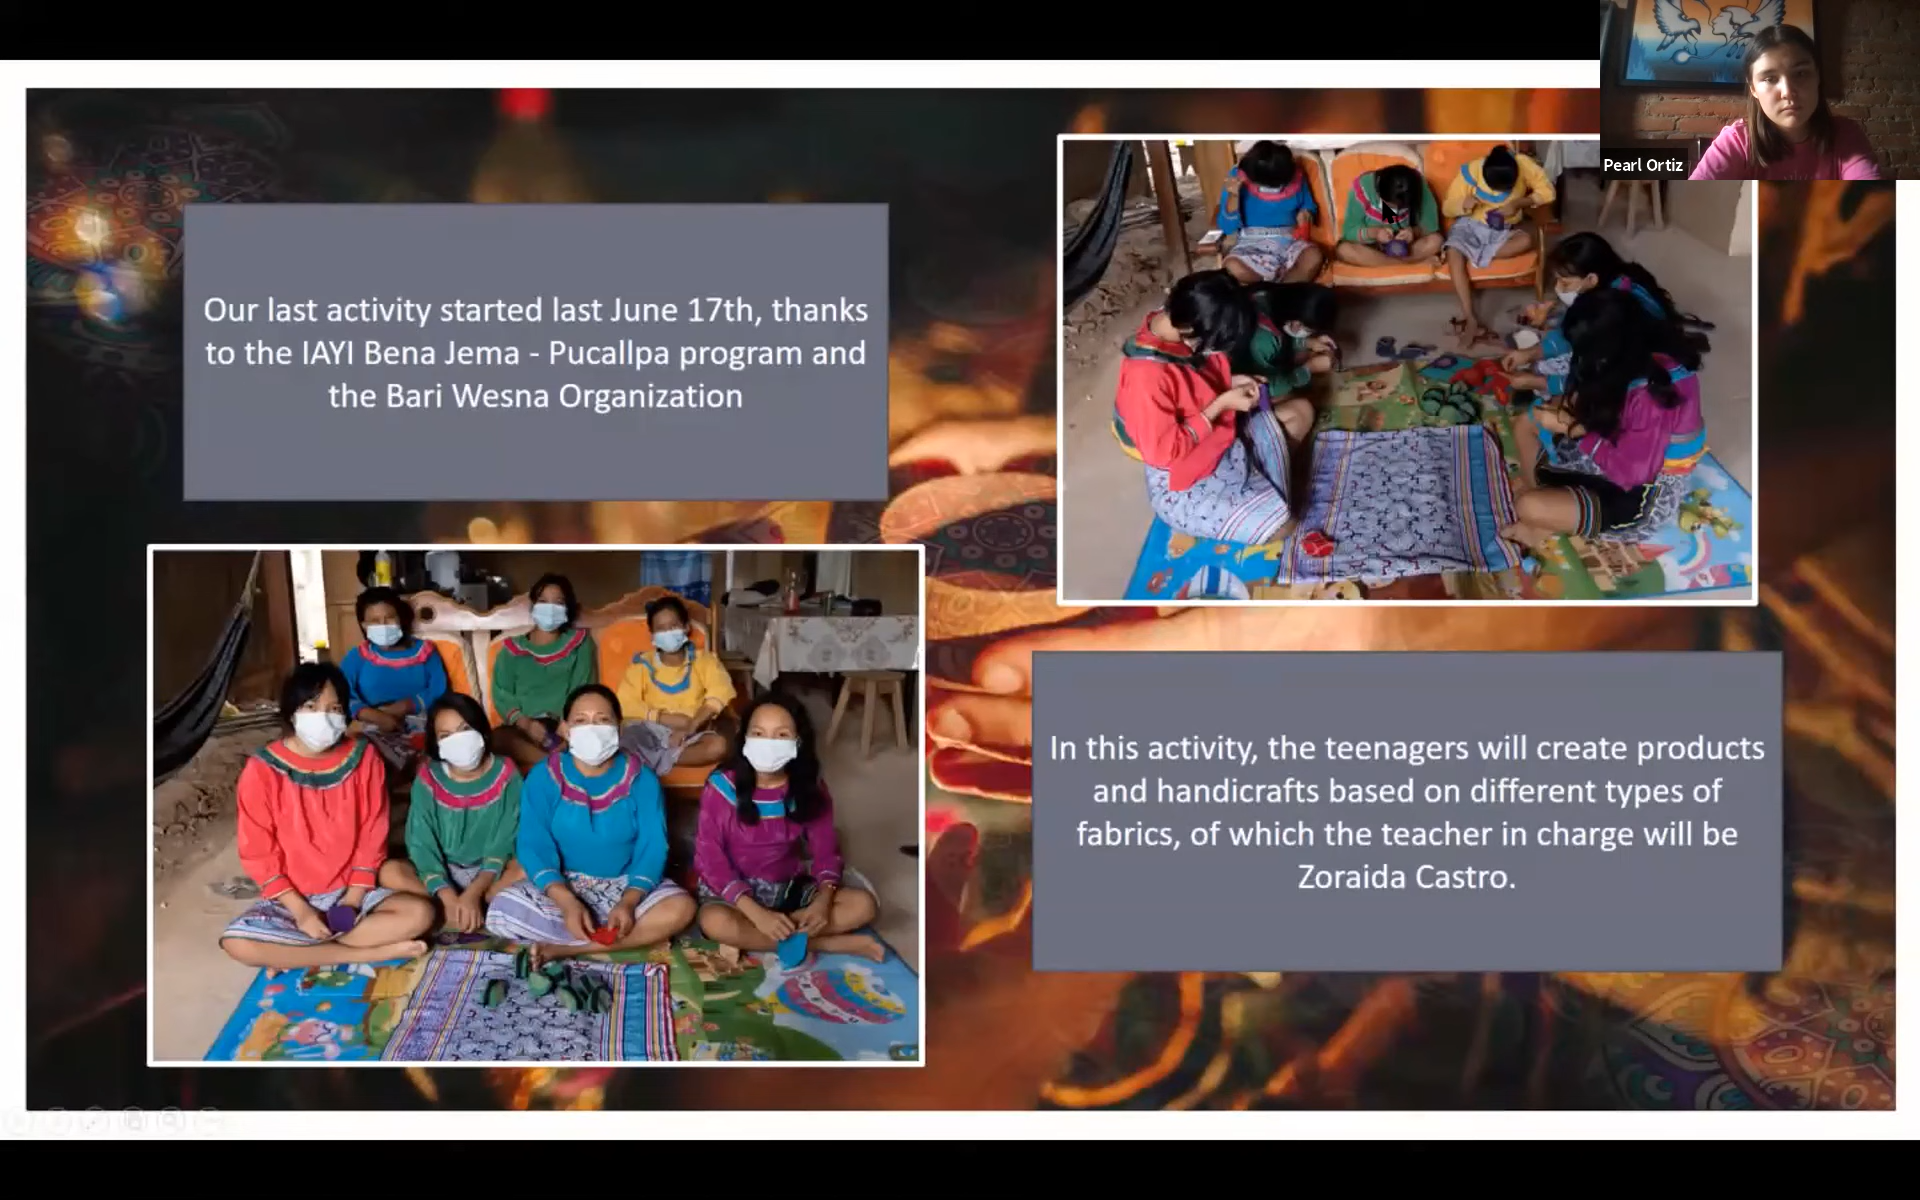 Pearl Ortiz
Our last activity started last June 17th, thanks
to the IAYI Bena Jema - Pucallpa program and
the Bari Wesna Organization
In this activity, the teenagers will create products
and handicrafts based on different types of
fabrics, of which the teacher in charge will be
Zoraida Castro.